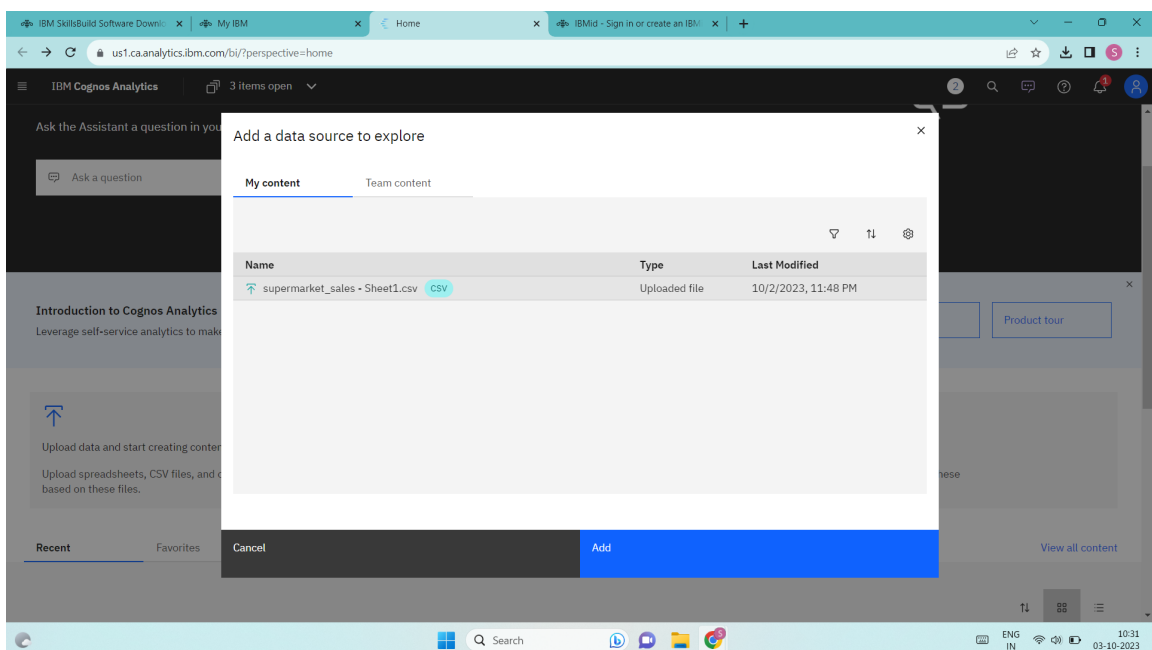 IBM SkillsBuild Software Downlo
My IBM
Home
IBMid - Sign in or create an IBM
us1.ca.analytics.ibm.com/bi/?perspective=home
S
IBM Cognos Analytics
3 items open
2
1
Ask the Assistant a question in you
Ask a question
Add a data source to explore
My content Team content
Name Type Last Modified
supermarket_sales - Sheet1.csv CSV Uploaded file 10/2/2023, 11:48 PM
Introduction to Cognos Analytics
Leverage self-service analytics to make
Product tour
Upload data and start creating conten
Upload spreadsheets, CSV files, and
hese
based on these files.
Recent Favorites
Cancel Add
View all content
Search
S
ENG
IN
10:31
03-10-2023